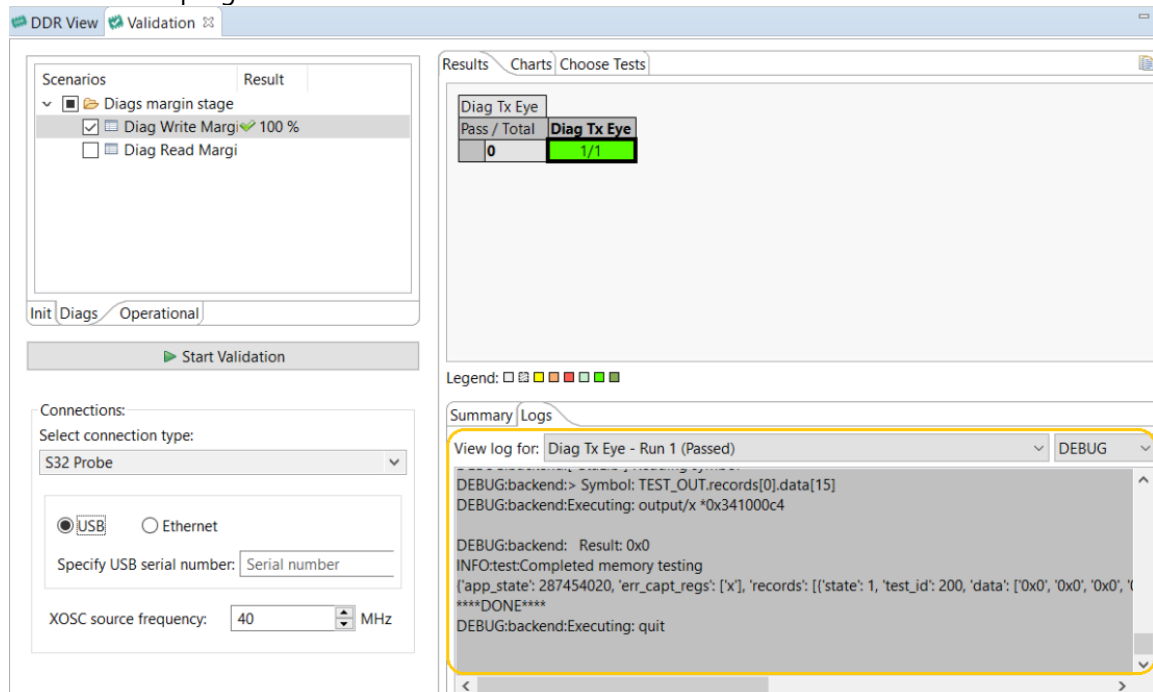 DDR View Validation
Scenarios Result
Diags margin stage
Diag Write Margi 100 %
Diag Read Margi
Init Diags Operational
Start Validation
Connections:
Select connection type:
S32 Probe
USB Ethernet
Specify USB serial number: Serial number
XOSC source frequency: 40 MHz
Results Charts Choose Tests
Diag Tx Eye
Pass / Total Diag Tx Eye
0 1/1
Legend:
Summary Logs
View log for: Diag Tx Eye - Run 1 (Passed) DEBUG
DEBUG:backend:> Symbol: TEST_OUT.records[0].data[15]
DEBUG:backend:Executing: output/x *0x341000c4
DEBUG:backend: Result: 0x0
INFO:test:Completed memory testing
{'app_state': 287454020, 'err_capt_regs': ['x'], 'records': [{'state': 1, 'test_id': 200, 'data': ['0x0', '0x0', '0x0',
****DONE****
DEBUG:backend:Executing: quit